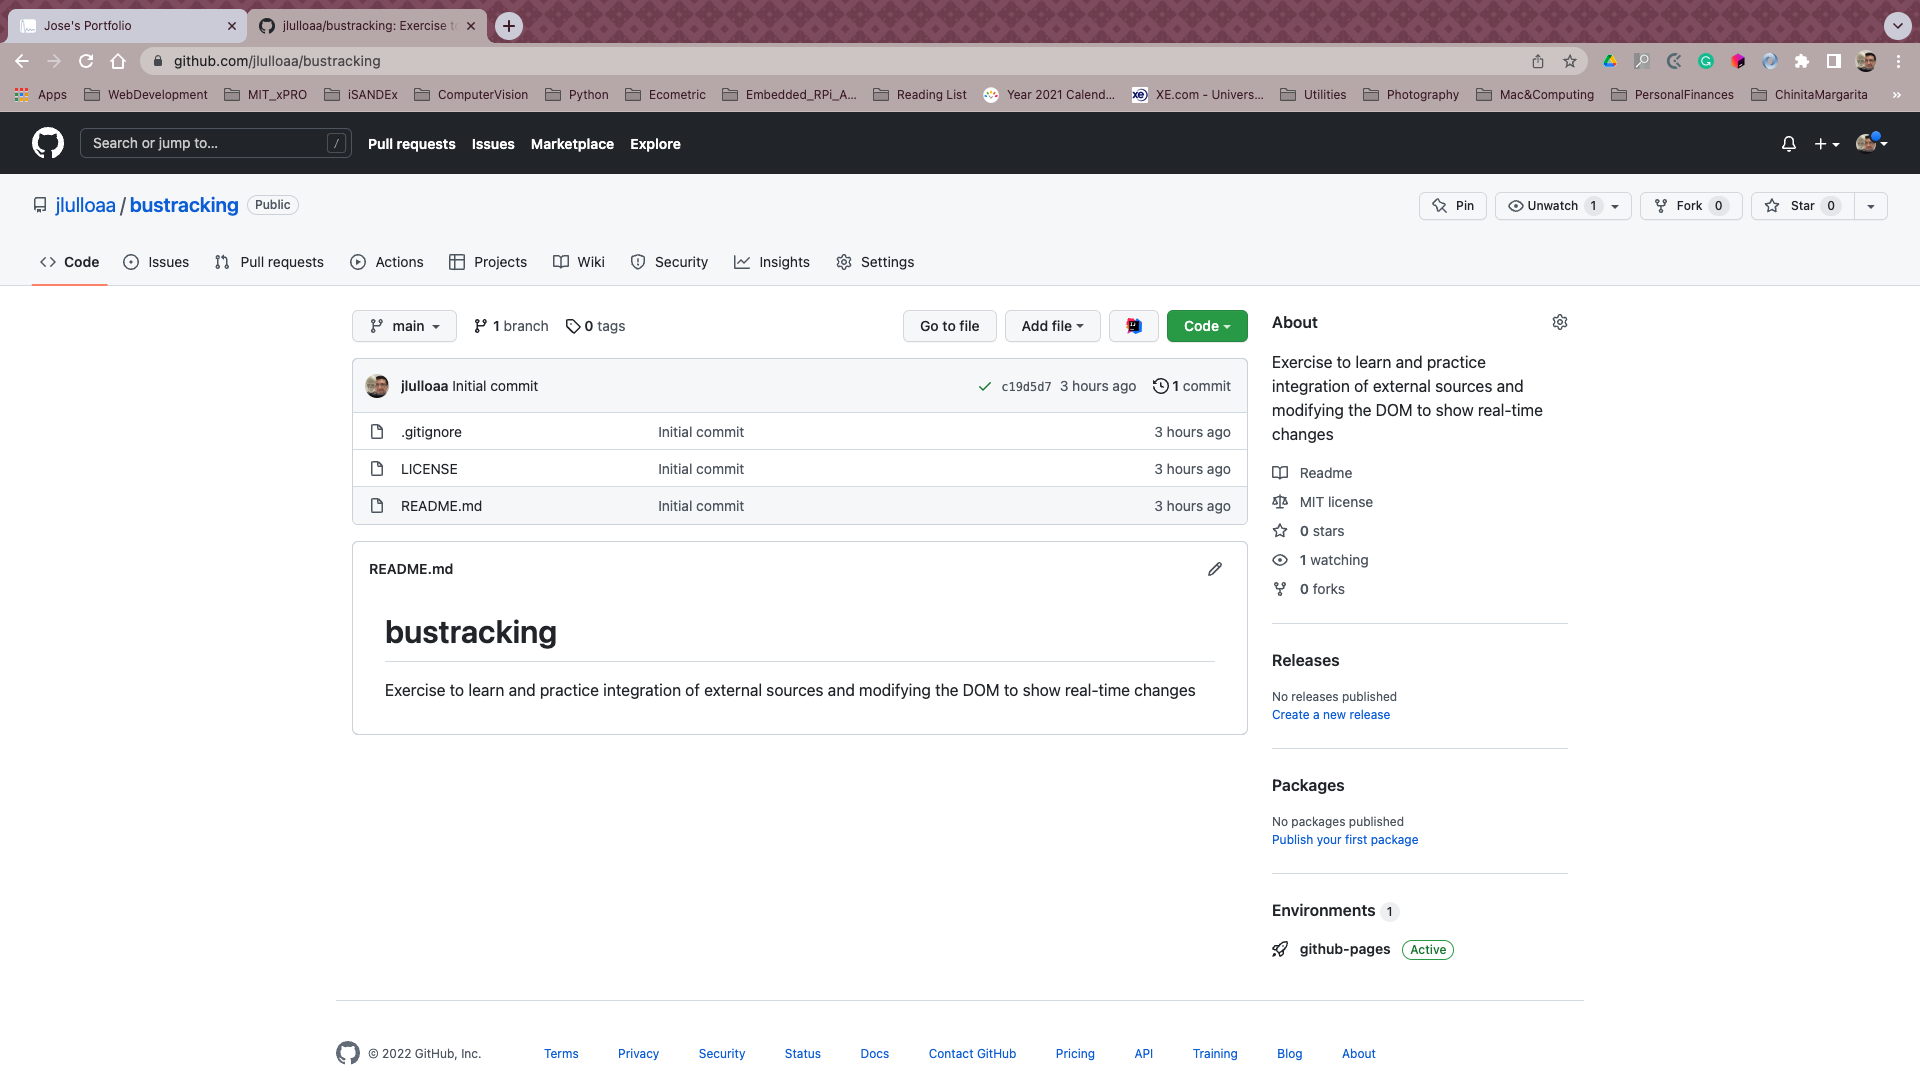 Jose's Portfolio
jlulloaa/bustracking: Exercise to
github.com/jlulloaa/bustracking
Apps WebDevelopment MIT_xPRO iSANDEx ComputerVision Python Ecometric Embedded_RPi_A... Reading List Year 2021 Calend... XE.com - Univers... Utilities Photography Mac&Computing PersonalFinances ChinitaMargarita »
Search or jump to... / Pull requests Issues Marketplace Explore
jlulloaa / bustracking Public
Pin Unwatch 1 Fork 0 Star 0
Code Issues Pull requests Actions Projects Wiki Security Insights Settings
main 1 branch 0 tags Go to file Add file Code
jlulloaa Initial commit c19d5d7 3 hours ago 1 commit
.gitignore Initial commit 3 hours ago
LICENSE Initial commit 3 hours ago
README.md Initial commit 3 hours ago
README.md
bustracking
Exercise to learn and practice integration of external sources and modifying the DOM to show real-time changes
About
Exercise to learn and practice
integration of external sources and
modifying the DOM to show real-time
changes
Readme
MIT license
0 stars
1 watching
0 forks
Releases
No releases published
Create a new release
Packages
No packages published
Publish your first package
Environments 1
github-pages Active
© 2022 GitHub, Inc. Terms Privacy Security Status Docs Contact GitHub Pricing API Training Blog About